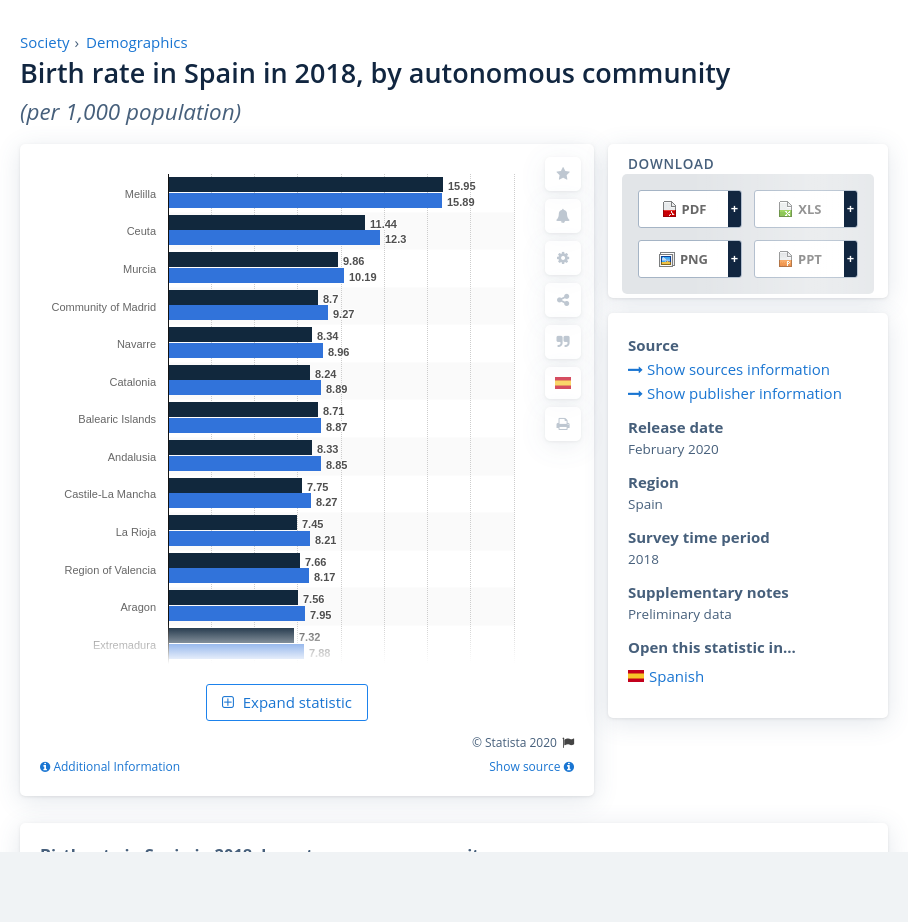 Society › Demographics
Birth rate in Spain in 2018, by autonomous community
(per 1,000 population)
Melilla 15.95
15.89
Ceuta 11.44
12.3
Murcia 9.86
10.19
Community of Madrid 8.7
9.27
Navarre 8.34
8.96
Catalonia 8.24
8.89
Balearic Islands 8.71
8.87
Andalusia 8.33
8.85
Castile-La Mancha 7.75
8.27
La Rioja 7.45
8.21
Region of Valencia 7.66
8.17
Aragon 7.56
7.95
Extremadura 7.32
7.88
Expand statistic
© Statista 2020
Additional Information
Show source
DOWNLOAD
PDF + XLS +
PNG + PPT +
Source
Show sources information
Show publisher information
Release date
February 2020
Region
Spain
Survey time period
2018
Supplementary notes
Preliminary data
Open this statistic in...
Spanish